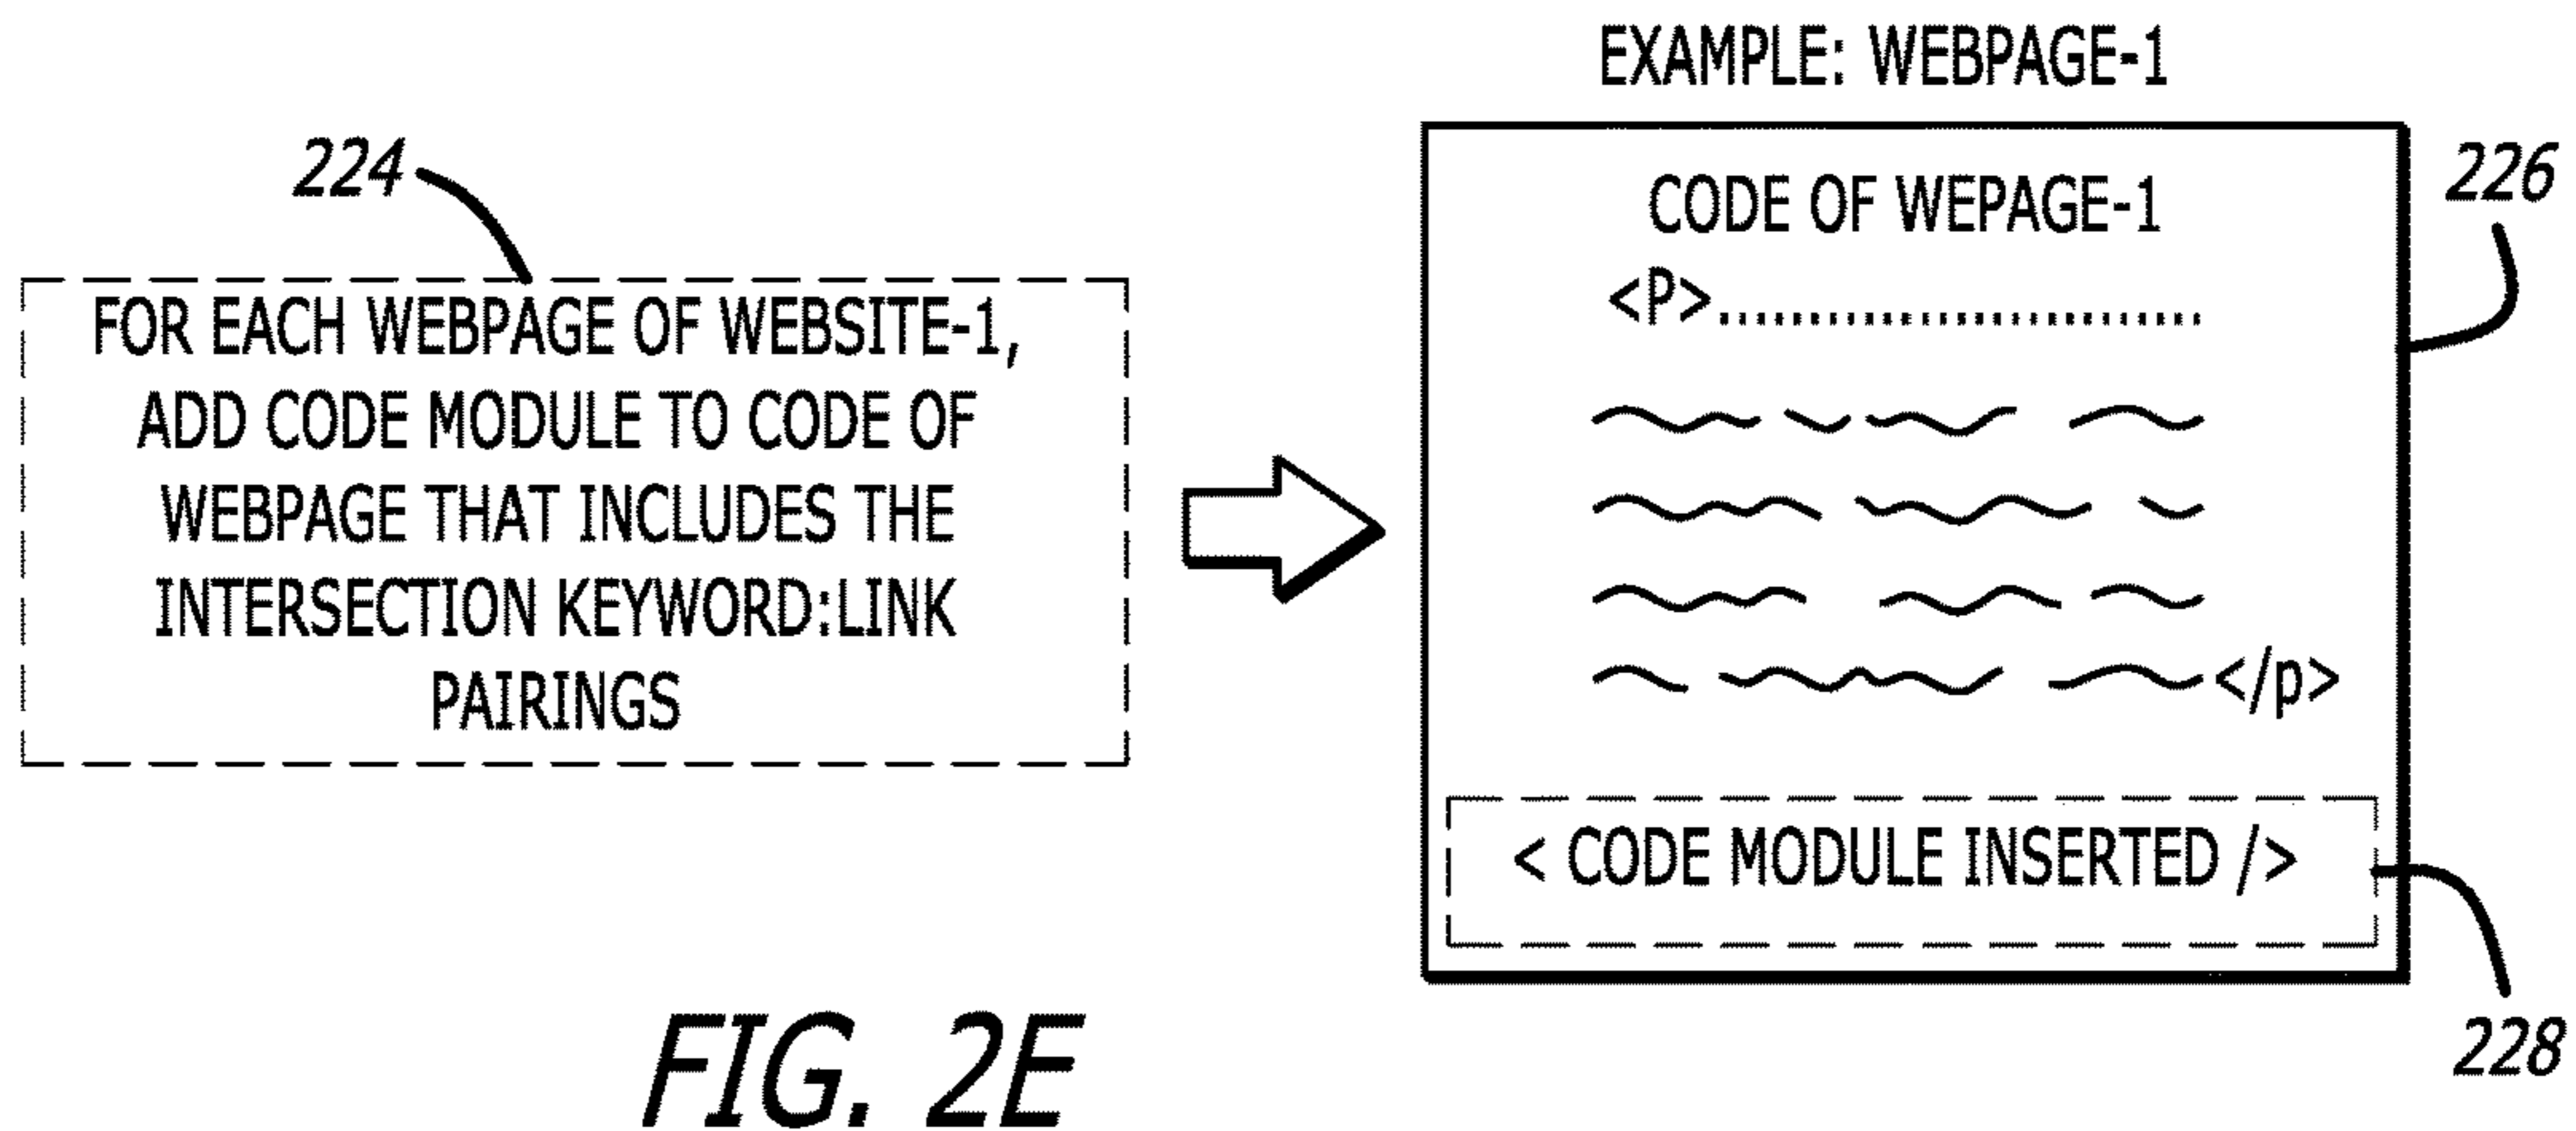 EXAMPLE: WEBPAGE-1
224
FOR EACH WEBPAGE OF WEBSITE-1,
ADD CODE MODULE TO CODE OF
WEBPAGE THAT INCLUDES THE
INTERSECTION KEYWORD:LINK
PAIRINGS
226
CODE OF WEPAGE-1
<P>...........................
</p>
< CODE MODULE INSERTED />
228
FIG. 2E